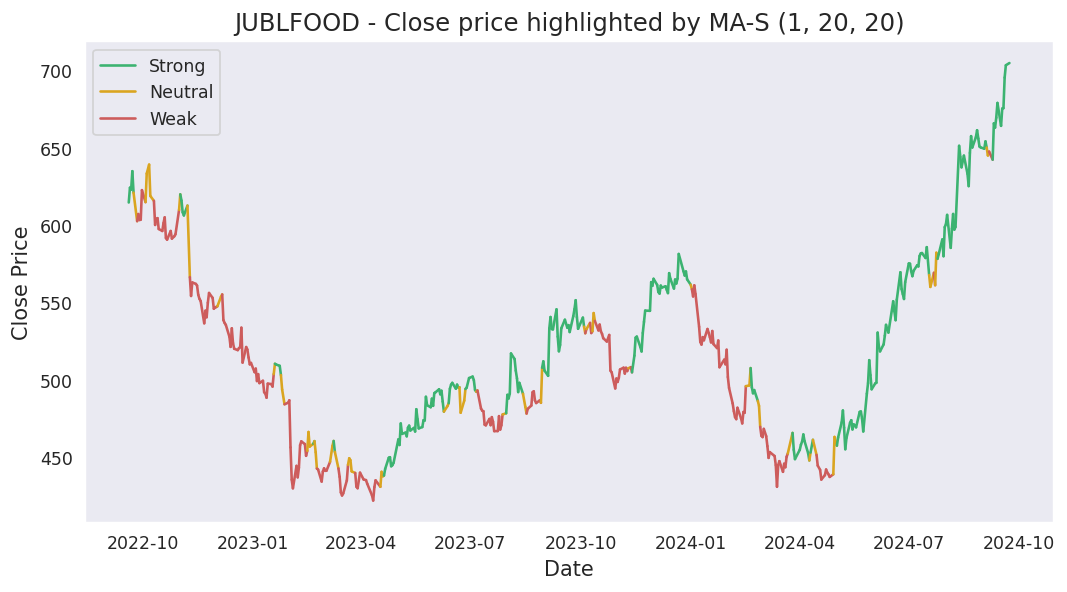 JUBLFOOD - Close price highlighted by MA-S (1, 20, 20)
Strong
Neutral
Weak
Close Price
700
650
600
550
500
450
2022-10
2023-01
2023-04
2023-07
2023-10
2024-01
2024-04
2024-07
2024-10
Date